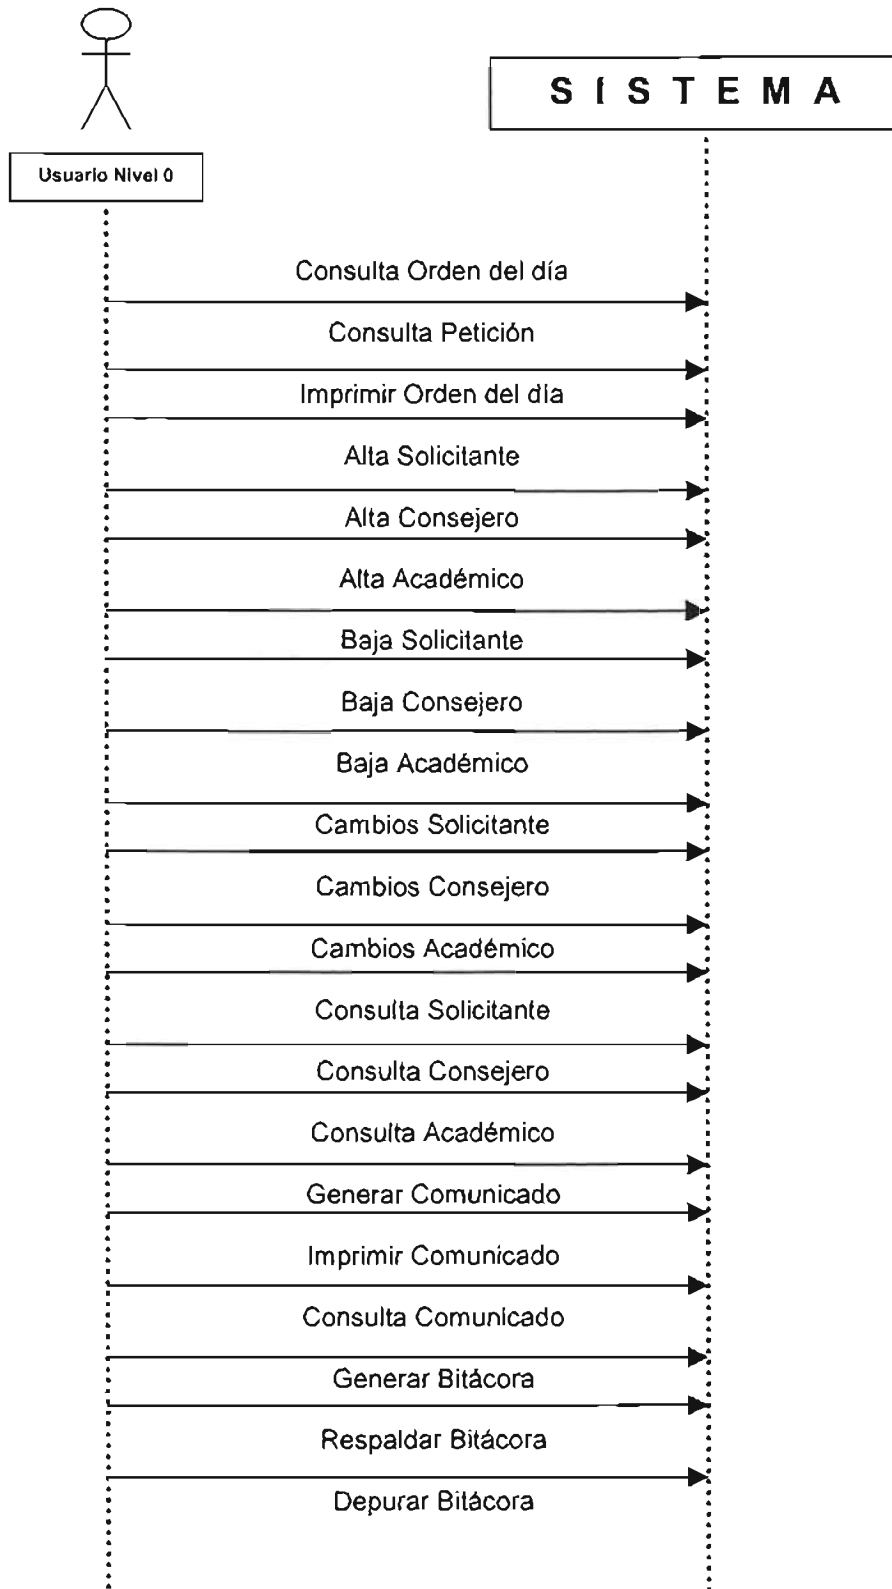 S I S T E M A
Usuario Nivel 0
Consulta Orden del día
Consulta Petición
Imprimir Orden del día
Alta Solicitante
Alta Consejero
Alta Académico
Baja Solicitante
Baja Consejero
Baja Académico
Cambios Solicitante
Cambios Consejero
Cambios Académico
Consulta Solicitante
Consulta Consejero
Consulta Académico
Generar Comunicado
Imprimir Comunicado
Consulta Comunicado
Generar Bitácora
Respaldar Bitácora
Depurar Bitácora